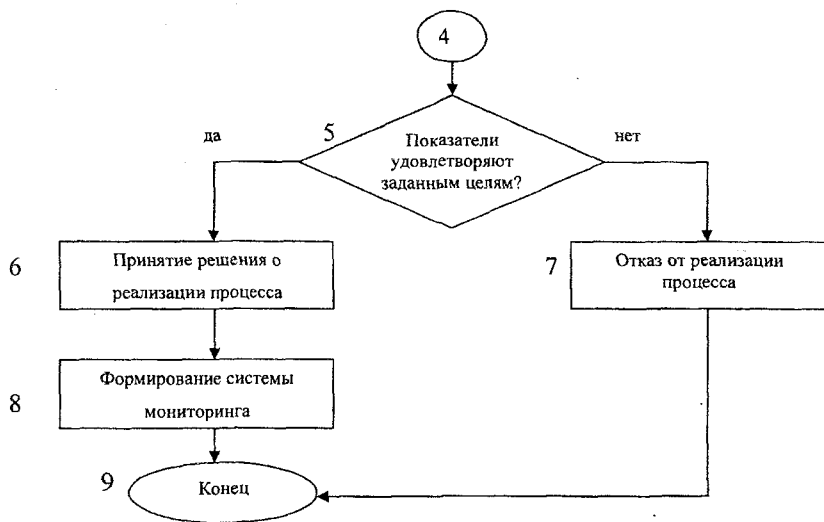 4
да
5
Показатели
удовлетворяют
заданным целям?
нет
6
Принятие решения о
реализации процесса
7
Отказ от реализации
процесса
8
Формирование системы
мониторинга
9
Конец